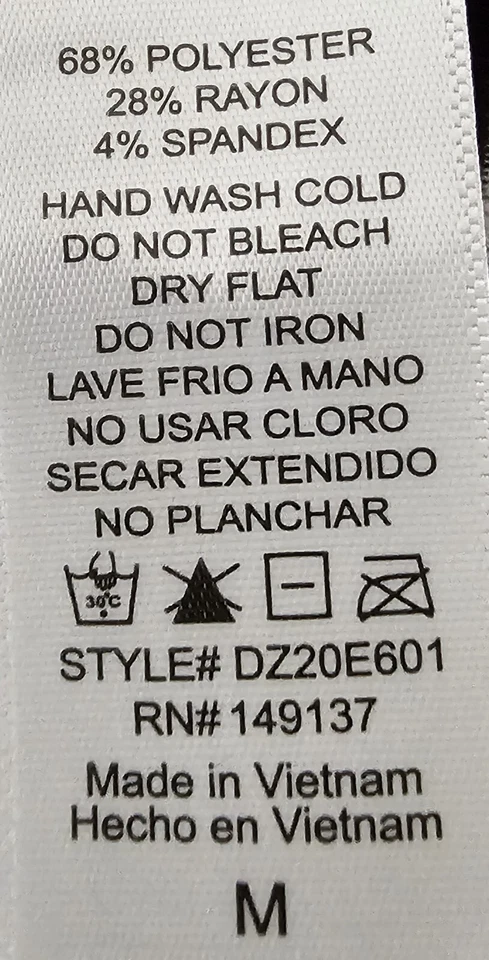 68% POLYESTER
28% RAYON
4% SPANDEX
HAND WASH COLD
DO NOT BLEACH
DRY FLAT
DO NOT IRON
LAVE FRIO A MANO
NO USAR CLORO
SECAR EXTENDIDO
NO PLANCHAR
30°C
STYLE# DZ20E601
RN# 149137
Made in Vietnam
Hecho en Vietnam
M